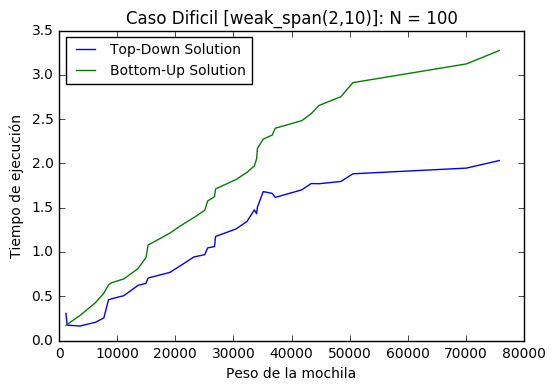 Caso Dificil [weak_span(2,10)]: N = 100
Top-Down Solution
Bottom-Up Solution
Tiempo de ejecución
3.5
3.0
2.5
2.0
1.5
1.0
0.5
0.0
0 10000 20000 30000 40000 50000 60000 70000 80000
Peso de la mochila